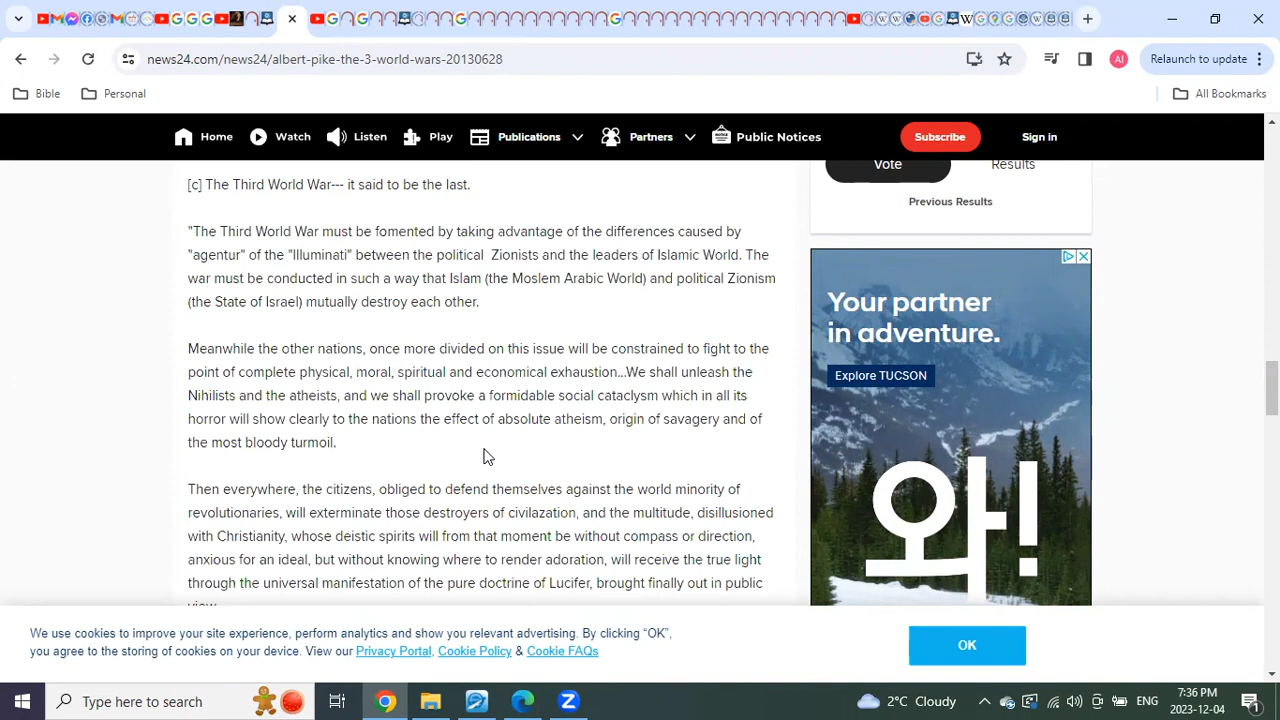 news24.com/news24/albert-pike-the-3-world-wars-20130628
AI
Relaunch to update
Bible
Personal
All Bookmarks
Home
Watch
Listen
Play
Publications
Partners
Public Notices
Subscribe
Sign in
[c] The Third World War--- it said to be the last.
"The Third World War must be fomented by taking advantage of the differences caused by
"agentur" of the "Illuminati" between the political Zionists and the leaders of Islamic World. The
war must be conducted in such a way that Islam (the Moslem Arabic World) and political Zionism
(the State of Israel) mutually destroy each other.
Meanwhile the other nations, once more divided on this issue will be constrained to fight to the
point of complete physical, moral, spiritual and economical exhaustion...We shall unleash the
Nihilists and the atheists, and we shall provoke a formidable social cataclysm which in all its
horror will show clearly to the nations the effect of absolute atheism, origin of savagery and of
the most bloody turmoil.
Then everywhere, the citizens, obliged to defend themselves against the world minority of
revolutionaries, will exterminate those destroyers of civilazation, and the multitude, disillusioned
with Christianity, whose deistic spirits will from that moment be without compass or direction,
anxious for an ideal, but without knowing where to render adoration, will receive the true light
through the universal manifestation of the pure doctrine of Lucifer, brought finally out in public
view
Vote
Results
Previous Results
Your partner
in adventure.
Explore TUCSON
와!
We use cookies to improve your site experience, perform analytics and show you relevant advertising. By clicking “OK”,
you agree to the storing of cookies on your device. View our Privacy Portal, Cookie Policy & Cookie FAQs
OK
Type here to search
2°C Cloudy
ENG
7:36 PM
2023-12-04
1